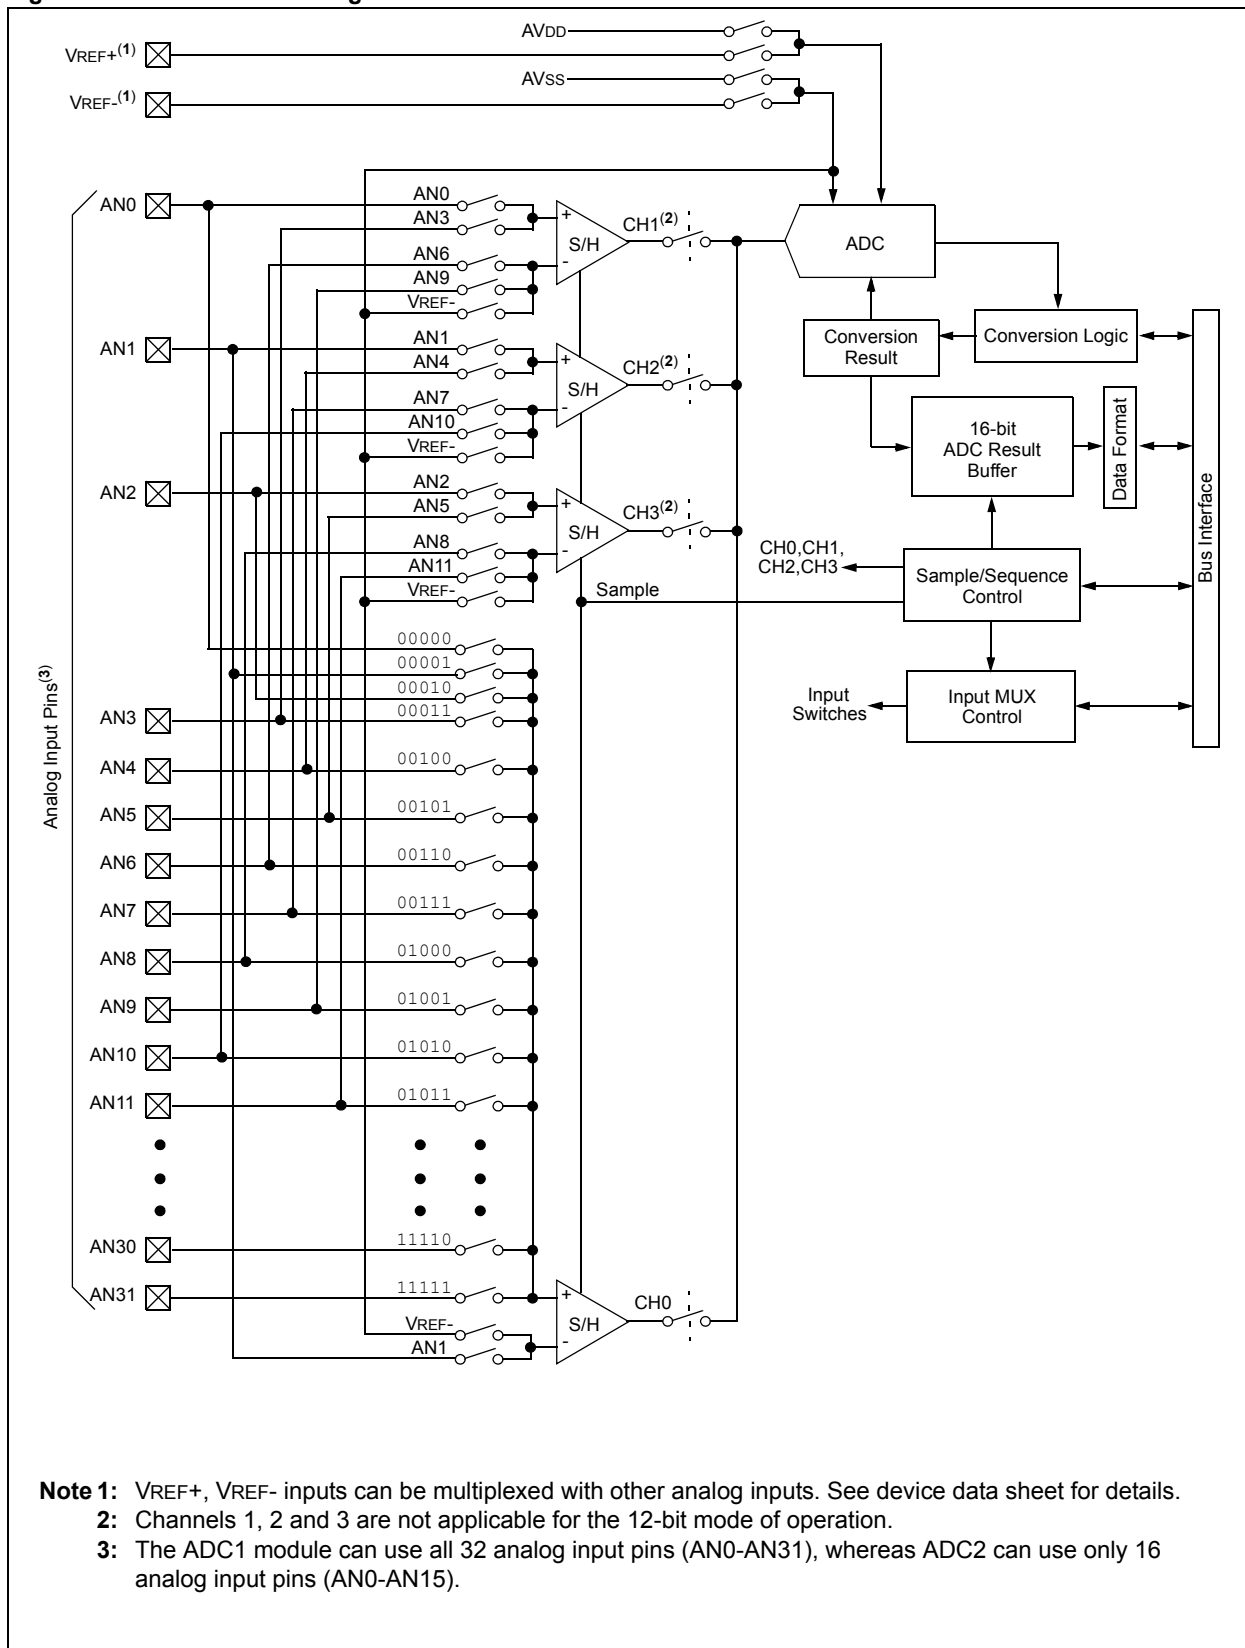 AVDD
VREF+(1)
AVSS
VREF-(1)
AN0
AN0
AN3
CH1(2)
+
S/H
-
ADC
AN6
AN9
VREF-
AN1
AN1
AN4
CH2(2)
+
S/H
-
Conversion
Result
Conversion Logic
AN7
AN10
VREF-
16-bit
ADC Result
Buffer
Data Format
Bus Interface
AN2
AN2
AN5
CH3(2)
+
S/H
-
AN8
AN11
VREF-
CH0,CH1,
CH2,CH3
Sample/Sequence
Control
Sample
00000
00001
00010
00011
Input
Switches
Input MUX
Control
Analog Input Pins(3)
AN3
AN4
00100
AN5
00101
AN6
00110
AN7
00111
AN8
01000
AN9
01001
AN10
01010
AN11
01011
AN30
11110
AN31
11111
+
S/H
-
CH0
VREF-
AN1
Note 1: VREF+, VREF- inputs can be multiplexed with other analog inputs. See device data sheet for details.
2: Channels 1, 2 and 3 are not applicable for the 12-bit mode of operation.
3: The ADC1 module can use all 32 analog input pins (AN0-AN31), whereas ADC2 can use only 16
analog input pins (AN0-AN15).